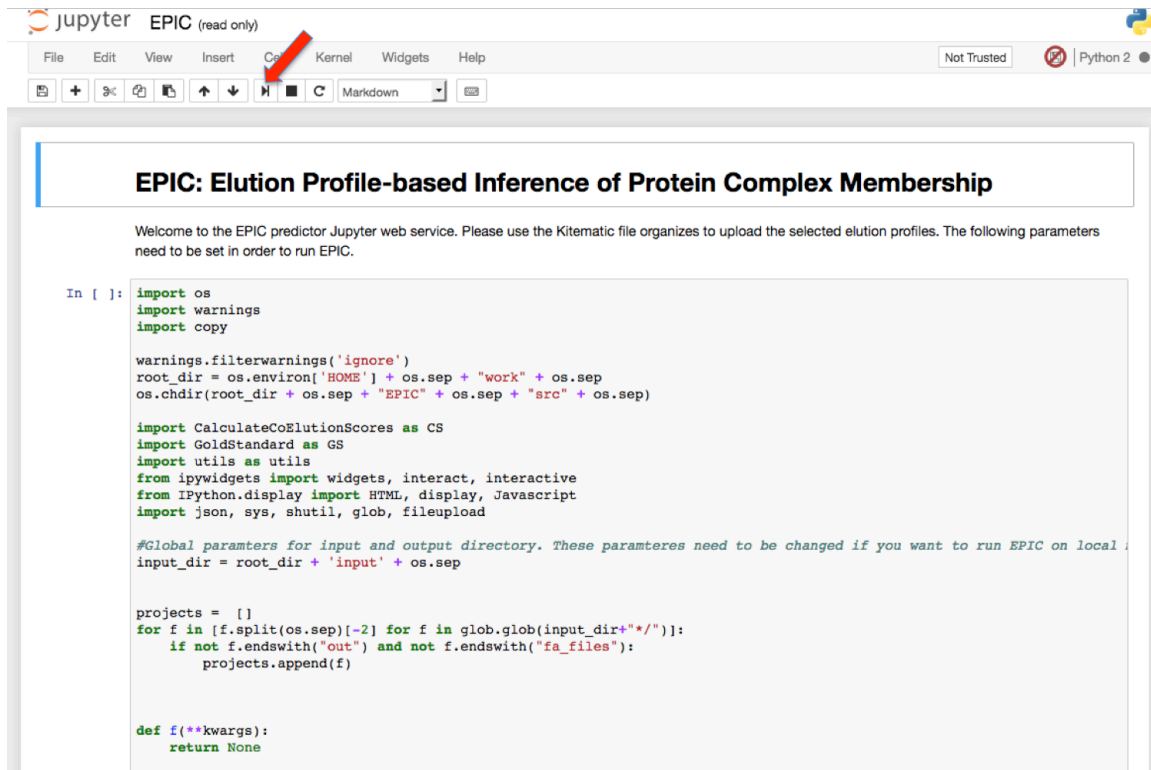 jupyter EPIC (read only)
File Edit View Insert Kernel Widgets Help Not Trusted Python 2
Markdown
EPIC: Elution Profile-based Inference of Protein Complex Membership
Welcome to the EPIC predictor Jupyter web service. Please use the Kitematic file organizes to upload the selected elution profiles. The following parameters
need to be set in order to run EPIC.
In [ ]: import os
import warnings
import copy
warnings.filterwarnings('ignore')
root_dir = os.environ['HOME'] + os.sep + "work" + os.sep
os.chdir(root_dir + os.sep + "EPIC" + os.sep + "src" + os.sep)
import CalculateCoElutionScores as CS
import GoldStandard as GS
import utils as utils
from ipywidgets import widgets, interact, interactive
from IPython.display import HTML, display, Javascript
import json, sys, shutil, glob, fileupload
#Global paramters for input and output directory. These paramteres need to be changed if you want to run EPIC on local
input_dir = root_dir + 'input' + os.sep
projects = []
for f in [f.split(os.sep)[-2] for f in glob.glob(input_dir+"*/")]:
if not f.endswith("out") and not f.endswith("fa_files"):
projects.append(f)
def f(**kwargs):
return None